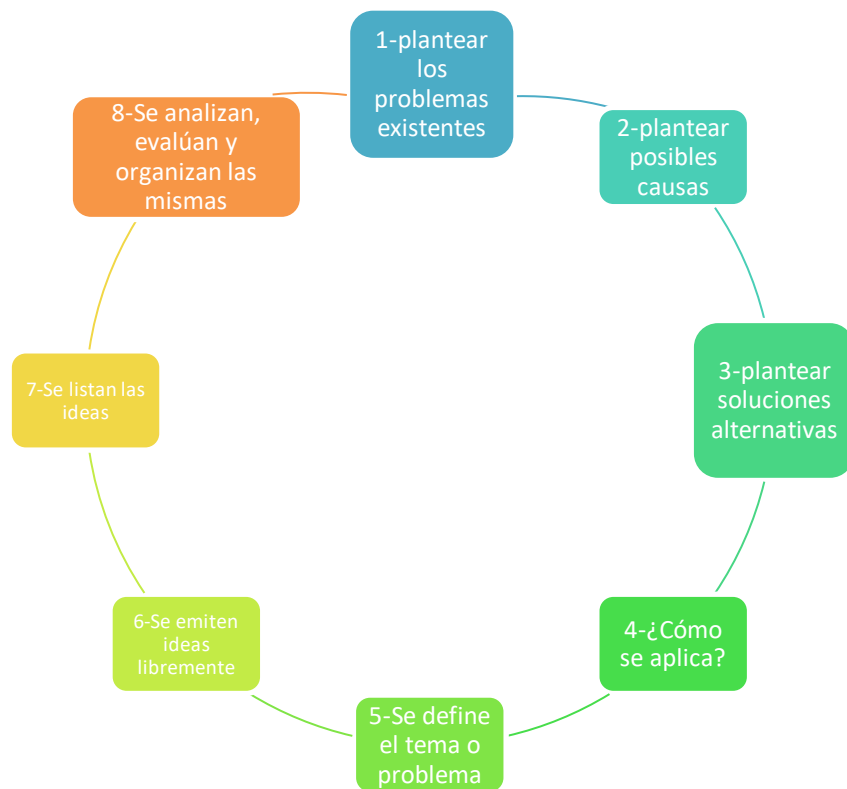 1-plantear
los
problemas
existentes
2-plantear
posibles
causas
3-plantear
soluciones
alternativas
4-¿Cómo
se aplica?
5-Se define
el tema o
problema
6-Se emiten
ideas
libremente
7-Se listan las
ideas
8-Se analizan,
evalúan y
organizan las
mismas